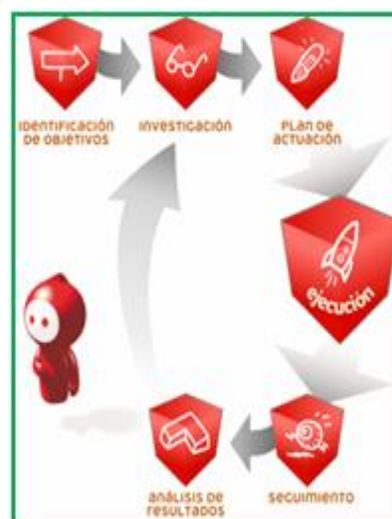 IDENTIFICACIÓN
DE OBJETIVOS
INVESTIGACIÓN
PLAN DE
ACTUACIÓN
ejecución
SEGUIMIENTO
ANÁLISIS DE
RESULTADOS